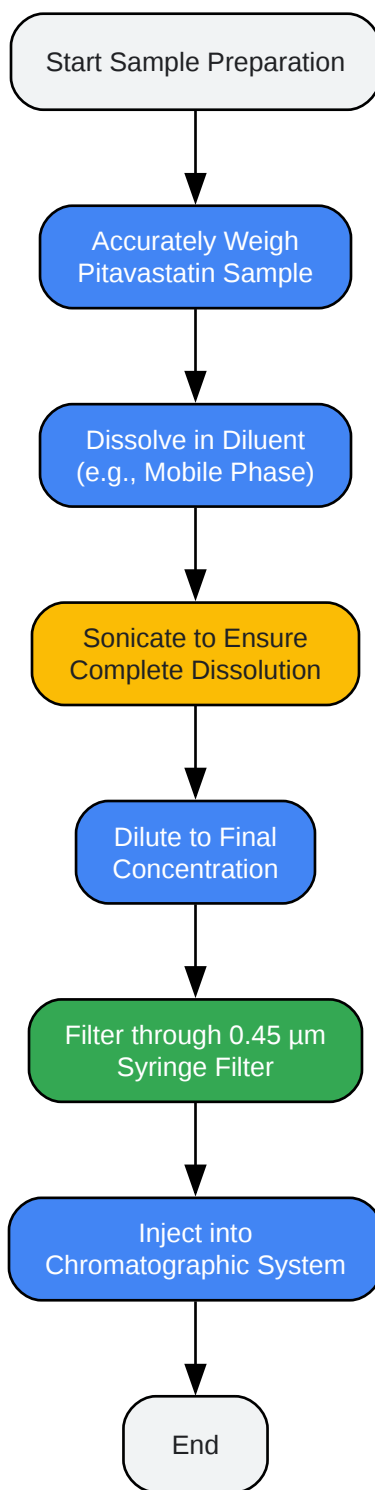 Start Sample Preparation
Accurately Weigh
Pitavastatin Sample
Dissolve in Diluent
(e.g., Mobile Phase)
Sonicate to Ensure
Complete Dissolution
Dilute to Final
Concentration
Filter through 0.45 µm
Syringe Filter
Inject into
Chromatographic System
End